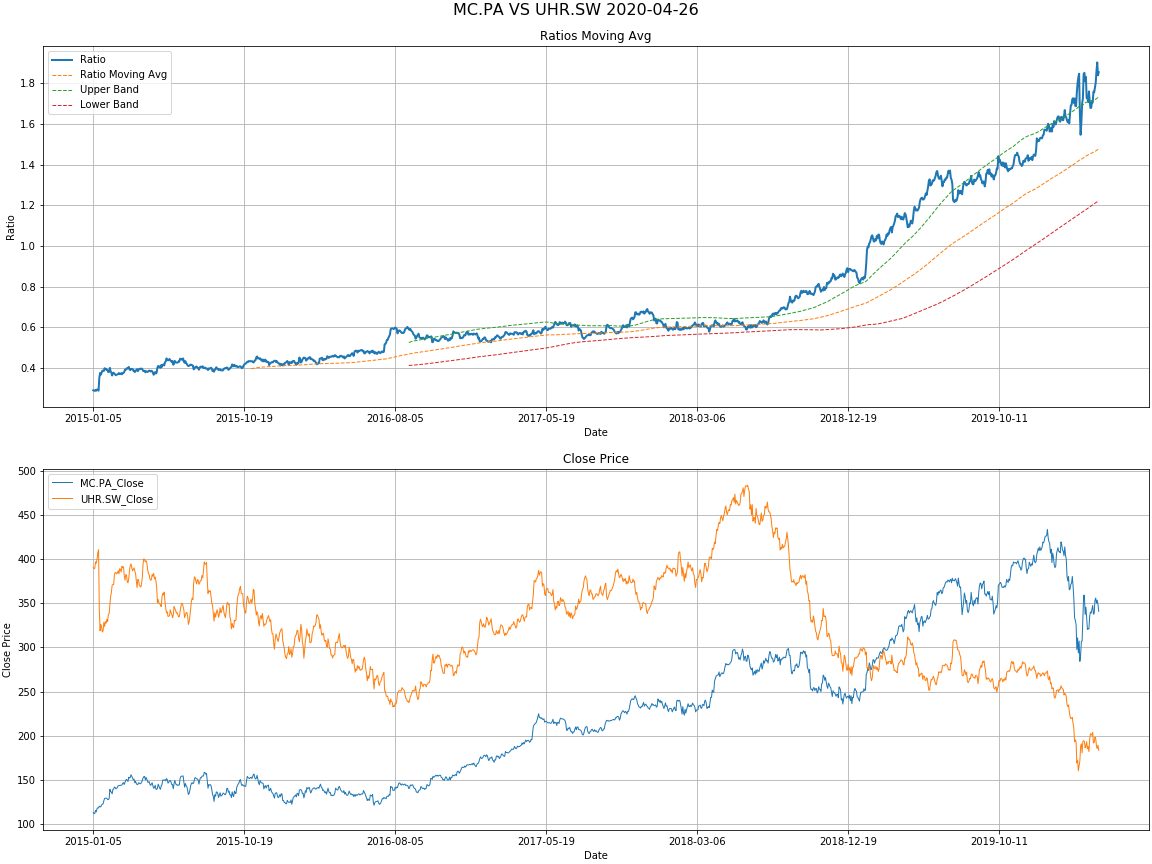 MC.PA VS UHR.SW 2020-04-26
Ratios Moving Avg
Ratio
Ratio Moving Avg
Upper Band
Lower Band
1.8
1.6
1.4
1.2
1.0
0.8
0.6
0.4
Ratio
2015-01-05 2015-10-19 2016-08-05 2017-05-19 2018-03-06 2018-12-19 2019-10-11
Date
Close Price
MC.PA_Close
UHR.SW_Close
500
450
400
350
300
250
200
150
100
Close Price
2015-01-05 2015-10-19 2016-08-05 2017-05-19 2018-03-06 2018-12-19 2019-10-11
Date